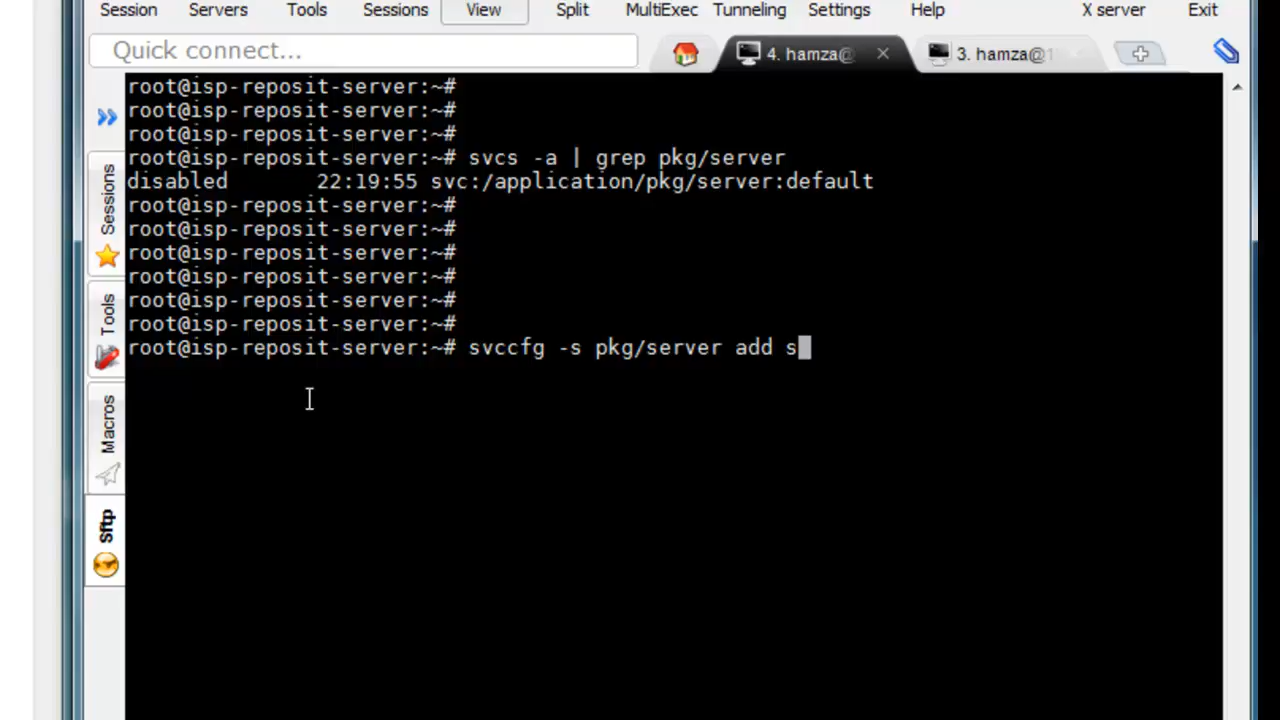 Session Servers Tools Sessions View Split MultiExec Tunneling Settings Help X server Exit
Quick connect...
4. hamza@
3. hamza@1
root@isp-reposit-server:~#
root@isp-reposit-server:~#
root@isp-reposit-server:~#
root@isp-reposit-server:~# svcs -a | grep pkg/server
disabled 22:19:55 svc:/application/pkg/server:default
root@isp-reposit-server:~#
root@isp-reposit-server:~#
root@isp-reposit-server:~#
root@isp-reposit-server:~#
root@isp-reposit-server:~#
root@isp-reposit-server:~#
root@isp-reposit-server:~# svccfg -s pkg/server add s
Sessions
Tools
Macros
Sftp